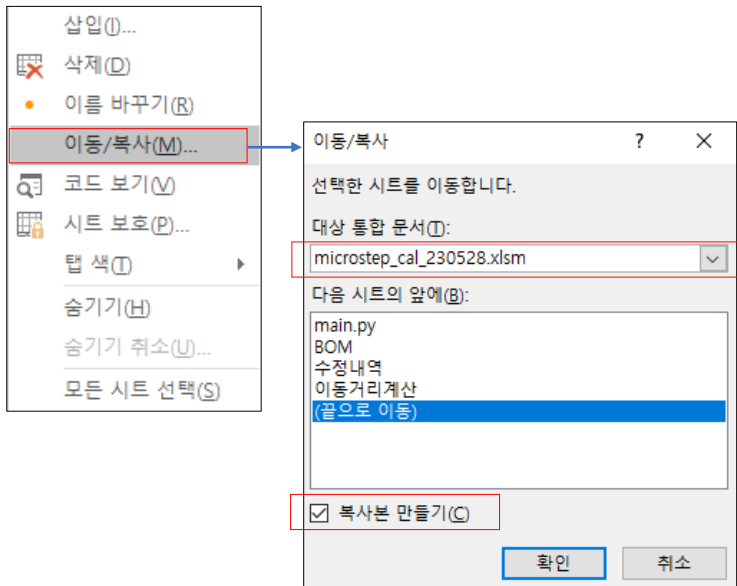 삽입(I)...
삭제(D)
이름 바꾸기(R)
이동/복사(M)...
코드 보기(V)
시트 보호(P)...
탭 색(T)
숨기기(H)
숨기기 취소(U)...
모든 시트 선택(S)
이동/복사
?
선택한 시트를 이동합니다.
대상 통합 문서(T):
microstep_cal_230528.xlsm
다음 시트의 앞에(B):
main.py
BOM
수정내역
이동거리계산
(끝으로 이동)
복사본 만들기(C)
확인 취소